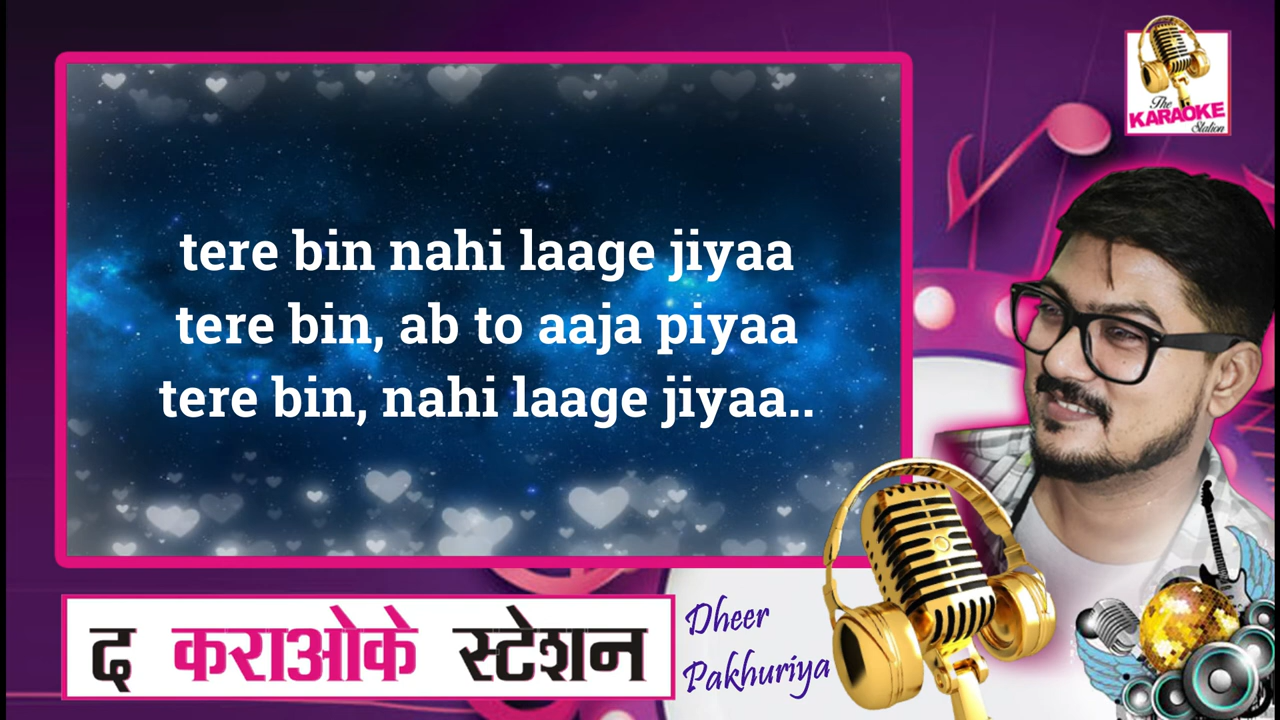 The
KARAOKE
Station
tere bin nahi laage jiyaa
tere bin, ab to aaja piyaa
tere bin, nahi laage jiyaa..
द कराओके स्टेशन
Dheer
Pakhuriya